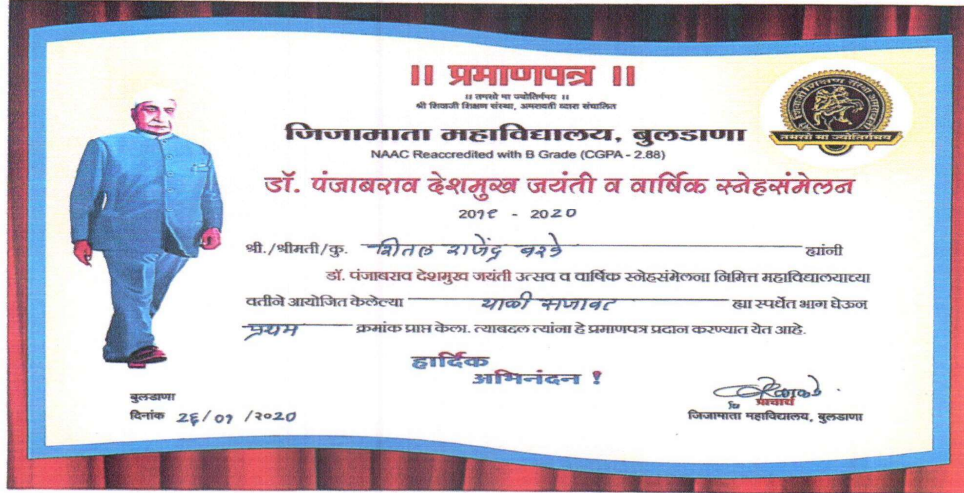 ॥ प्रमाणपत्र ॥
॥ तमसो मा ज्योतिर्गमय ॥
श्री शिवाजी शिक्षण संस्था, अमरावती व्दारा संचालित
जिजामाता महाविद्यालय, बुलडाणा
NAAC Reaccredited with B Grade (CGPA - 2.88)
डॉ. पंजाबराव देशमुख जयंती व वार्षिक स्नेहसंमेलन
२०१९ - २०२०
श्री./श्रीमती/कु. शितल राजेंद्र ह्यांनी
डॉ. पंजाबराव देशमुख जयंती उत्सव व वार्षिक स्नेहसंमेलना निमित्त महाविद्यालयाच्या
वतीने आयोजित केलेल्या थाळी सजावट ह्या स्पर्धेत भाग घेऊन
प्रथम क्रमांक प्राप्त केला. त्याबद्दल त्यांना हे प्रमाणपत्र प्रदान करण्यात येत आहे.
हार्दिक
अभिनंदन !
बुलडाणा
दिनांक २६/०१/२०२०
प्राचार्य
जिजामाता महाविद्यालय, बुलडाणा
तमसो मा ज्योतिर्गमय